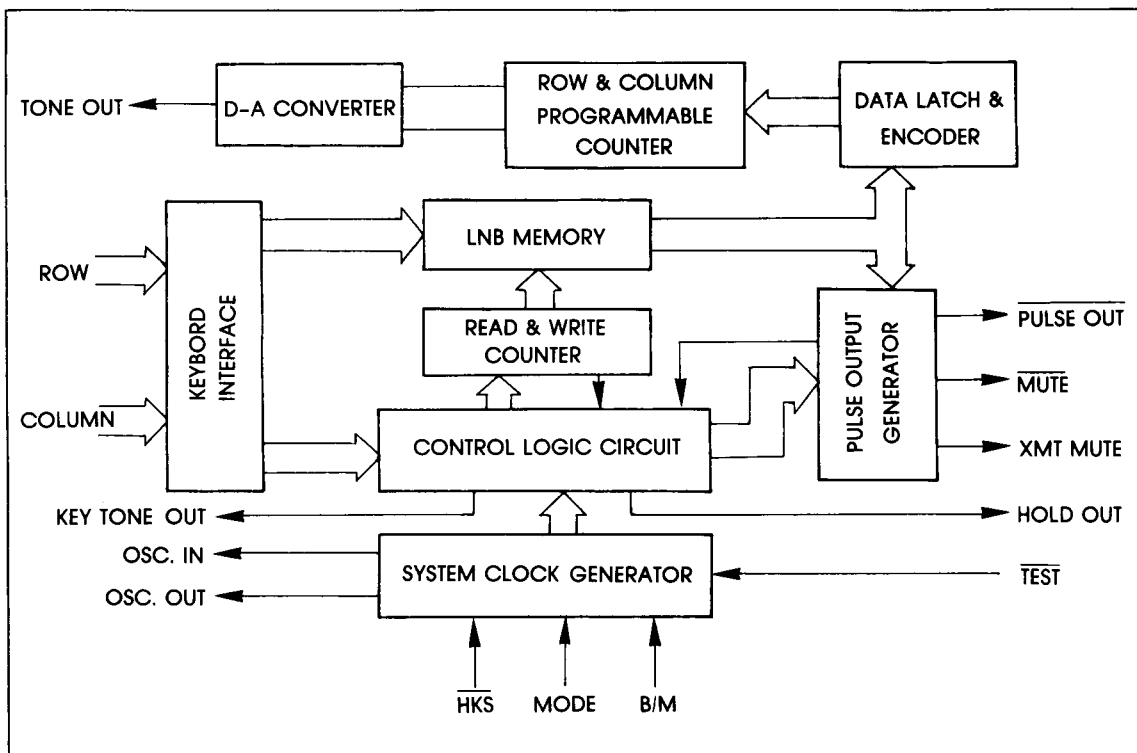 TONE OUT
D-A CONVERTER
ROW & COLUMN
PROGRAMMABLE
COUNTER
DATA LATCH &
ENCODER
ROW
COLUMN
KEYBORD
INTERFACE
LNB MEMORY
READ & WRITE
COUNTER
CONTROL LOGIC CIRCUIT
PULSE OUTPUT
GENERATOR
PULSE OUT
MUTE
XMT MUTE
KEY TONE OUT
HOLD OUT
OSC. IN
OSC. OUT
SYSTEM CLOCK GENERATOR
TEST
HKS
MODE
B/M